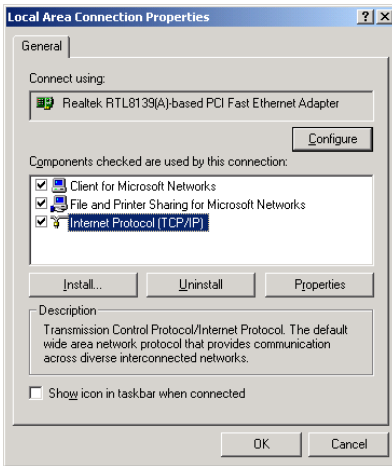 Local Area Connection Properties
General
Connect using:
Realtek RTL8139(A)-based PCI Fast Ethernet Adapter
Configure
Components checked are used by this connection:
Client for Microsoft Networks
File and Printer Sharing for Microsoft Networks
Internet Protocol (TCP/IP)
Install... Uninstall Properties
Description
Transmission Control Protocol/Internet Protocol. The default
wide area network protocol that provides communication
across diverse interconnected networks.
Show icon in taskbar when connected
OK Cancel